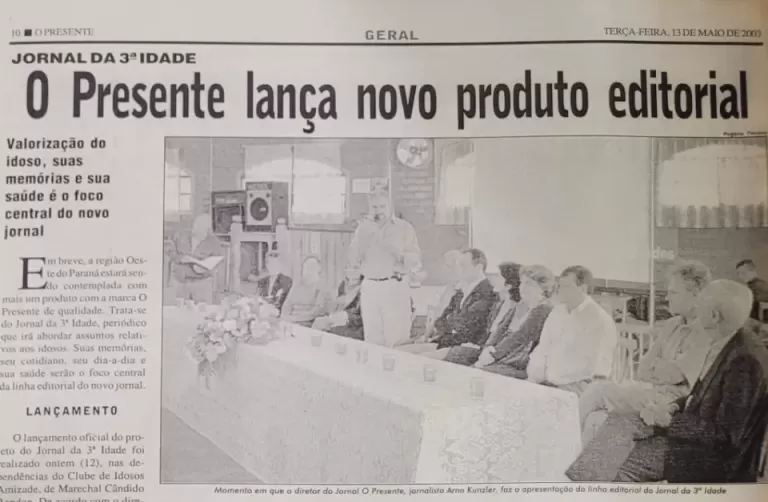 10 ■ O PRESENTE
GERAL
TERÇA-FEIRA, 13 DE MAIO DE 2003
JORNAL DA 3ª IDADE
O Presente lança novo produto editorial
Valorização do
idoso, suas
memórias e sua
saúde é o foco
central do novo
jornal
Em breve, a região Oes-
te do Paraná estará sen-
do contemplada com
mais um produto com a marca O
Presente de qualidade. Trata-se
do Jornal da 3ª Idade, periódico
que irá abordar assuntos relati-
vos aos idosos. Suas memórias,
seu cotidiano, seu dia-a-dia e
sua saúde serão o foco central
da linha editorial do novo jornal.
LANÇAMENTO
O lançamento oficial do pro-
jeto do Jornal da 3ª Idade foi
realizado ontem (12), nas de-
pendências do Clube de Idosos
Amizade, de Marechal Cândido
Momento em que o diretor do Jornal O Presente, jornalista Arno Kunzler, faz a apresentação da linha editorial do Jornal da 3ª Idade